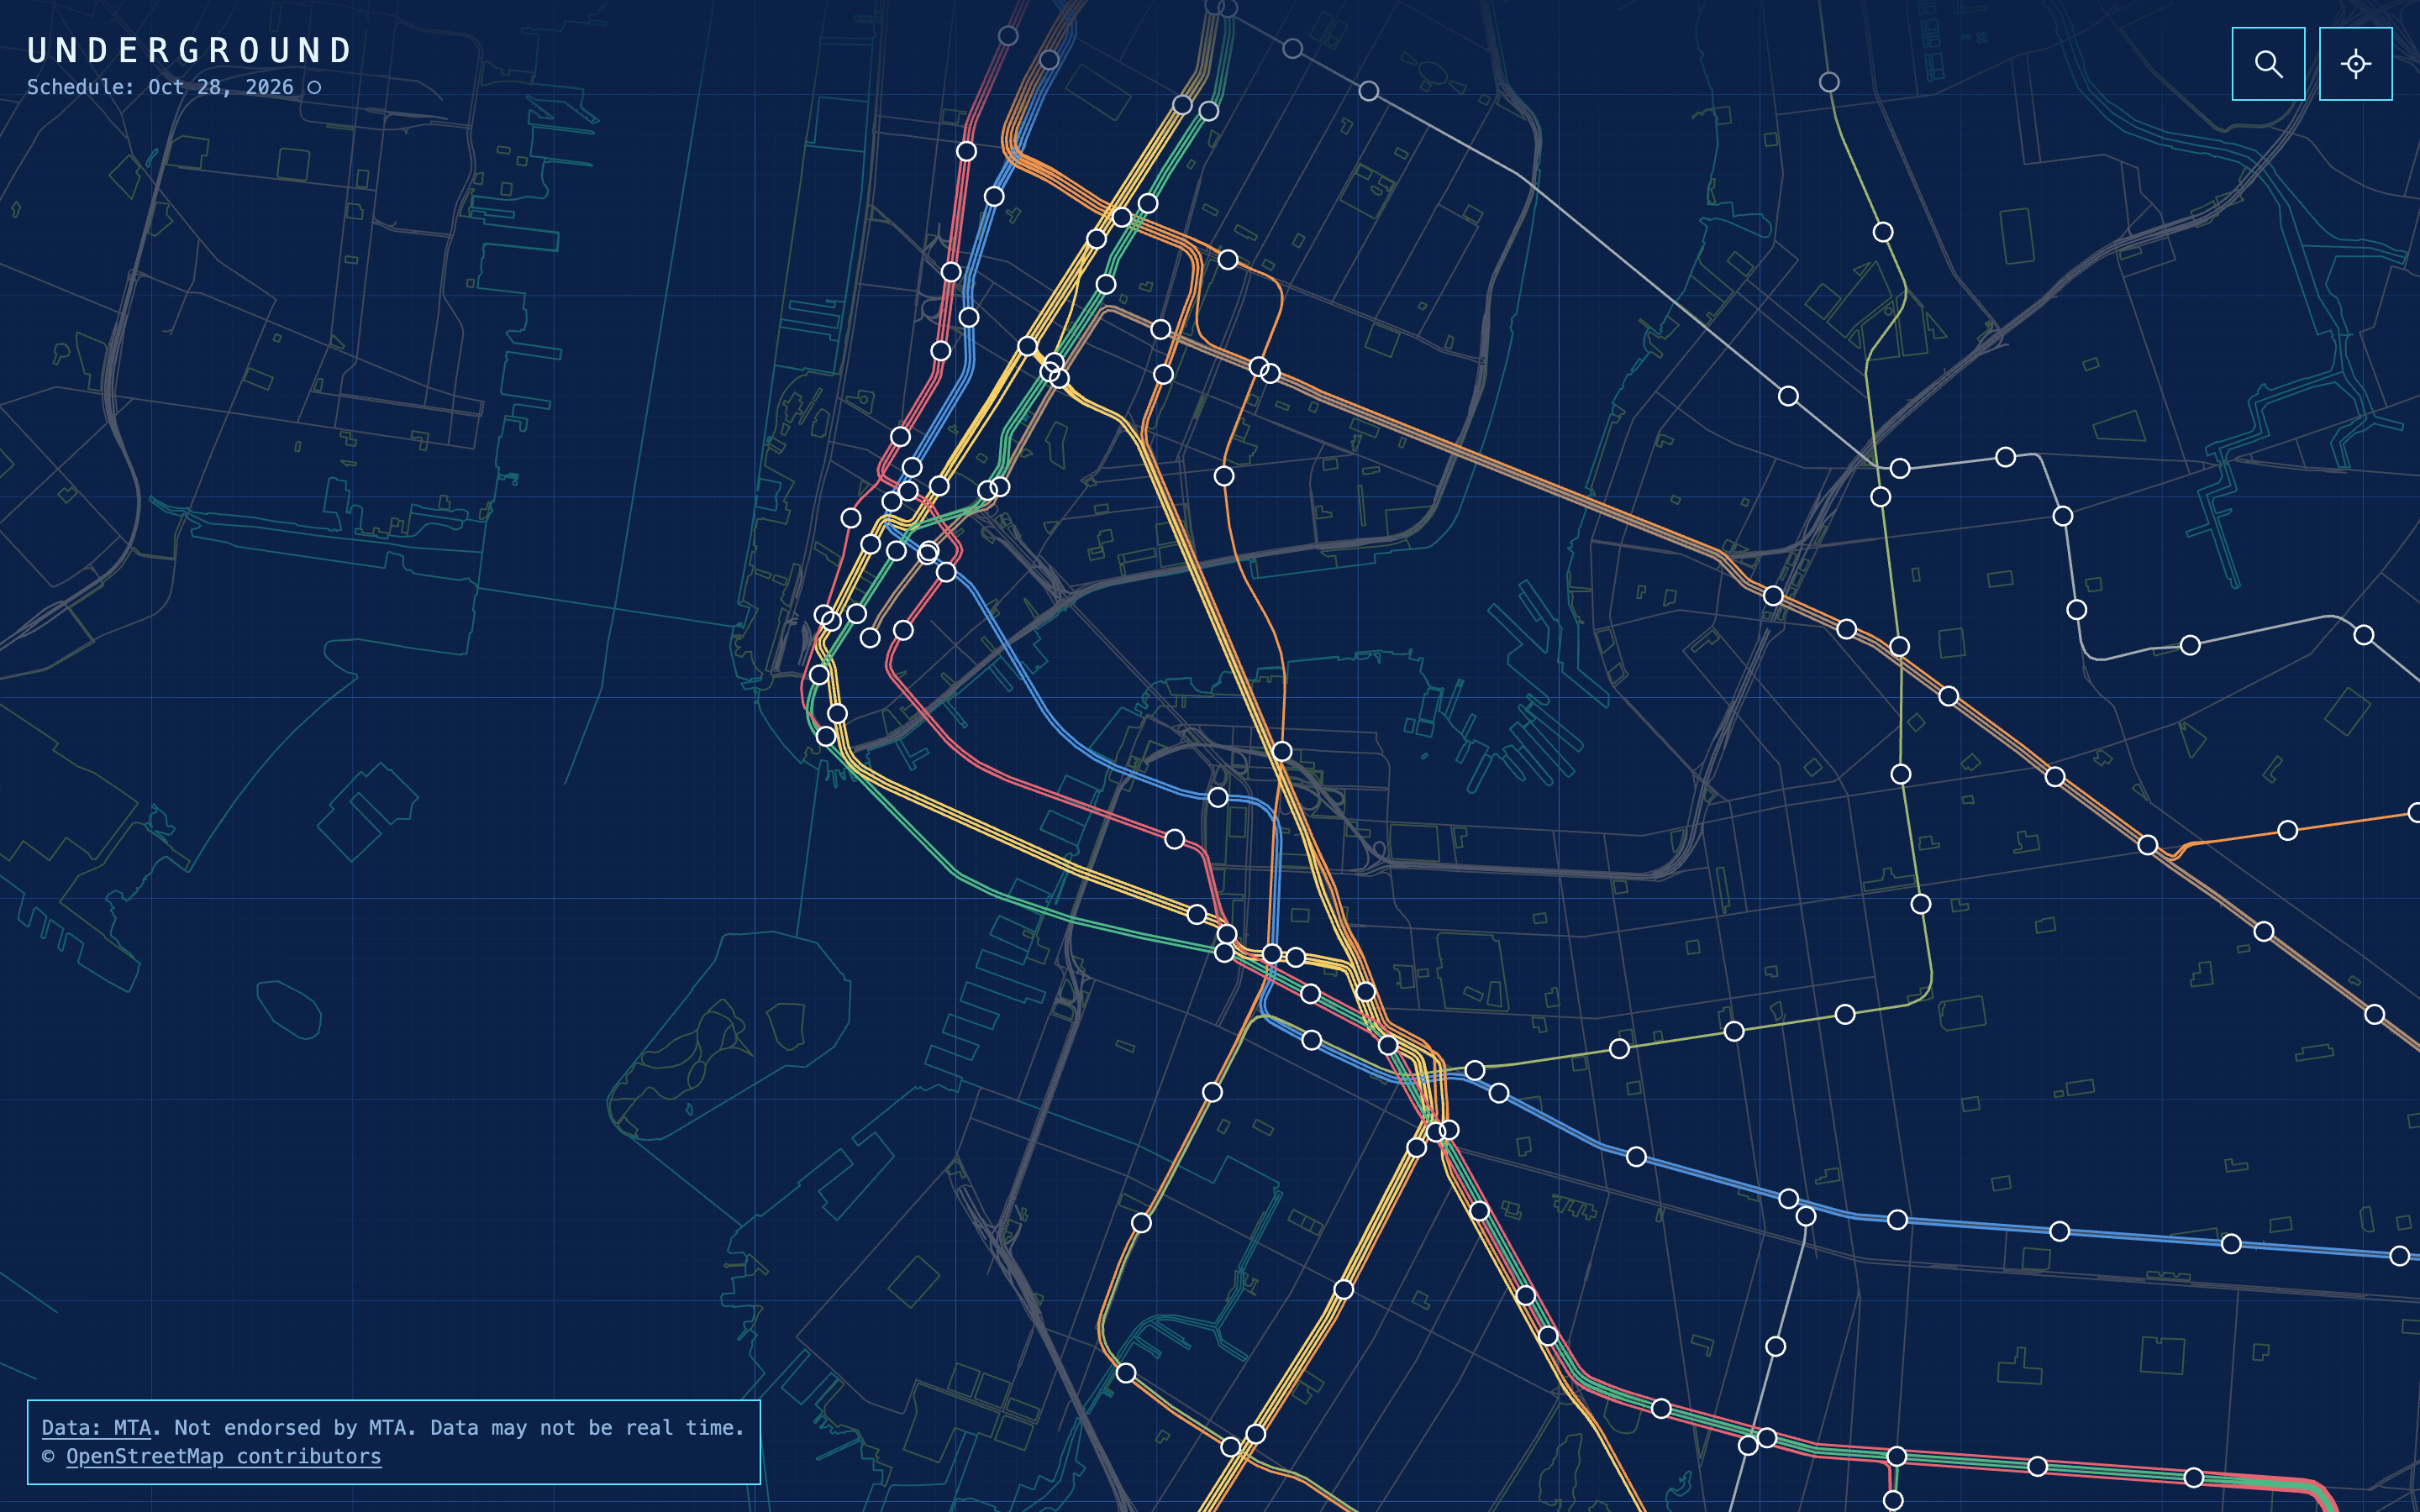 UNDERGROUND
Schedule: Oct 28, 2026
Data: MTA. Not endorsed by MTA. Data may not be real time.
© OpenStreetMap contributors